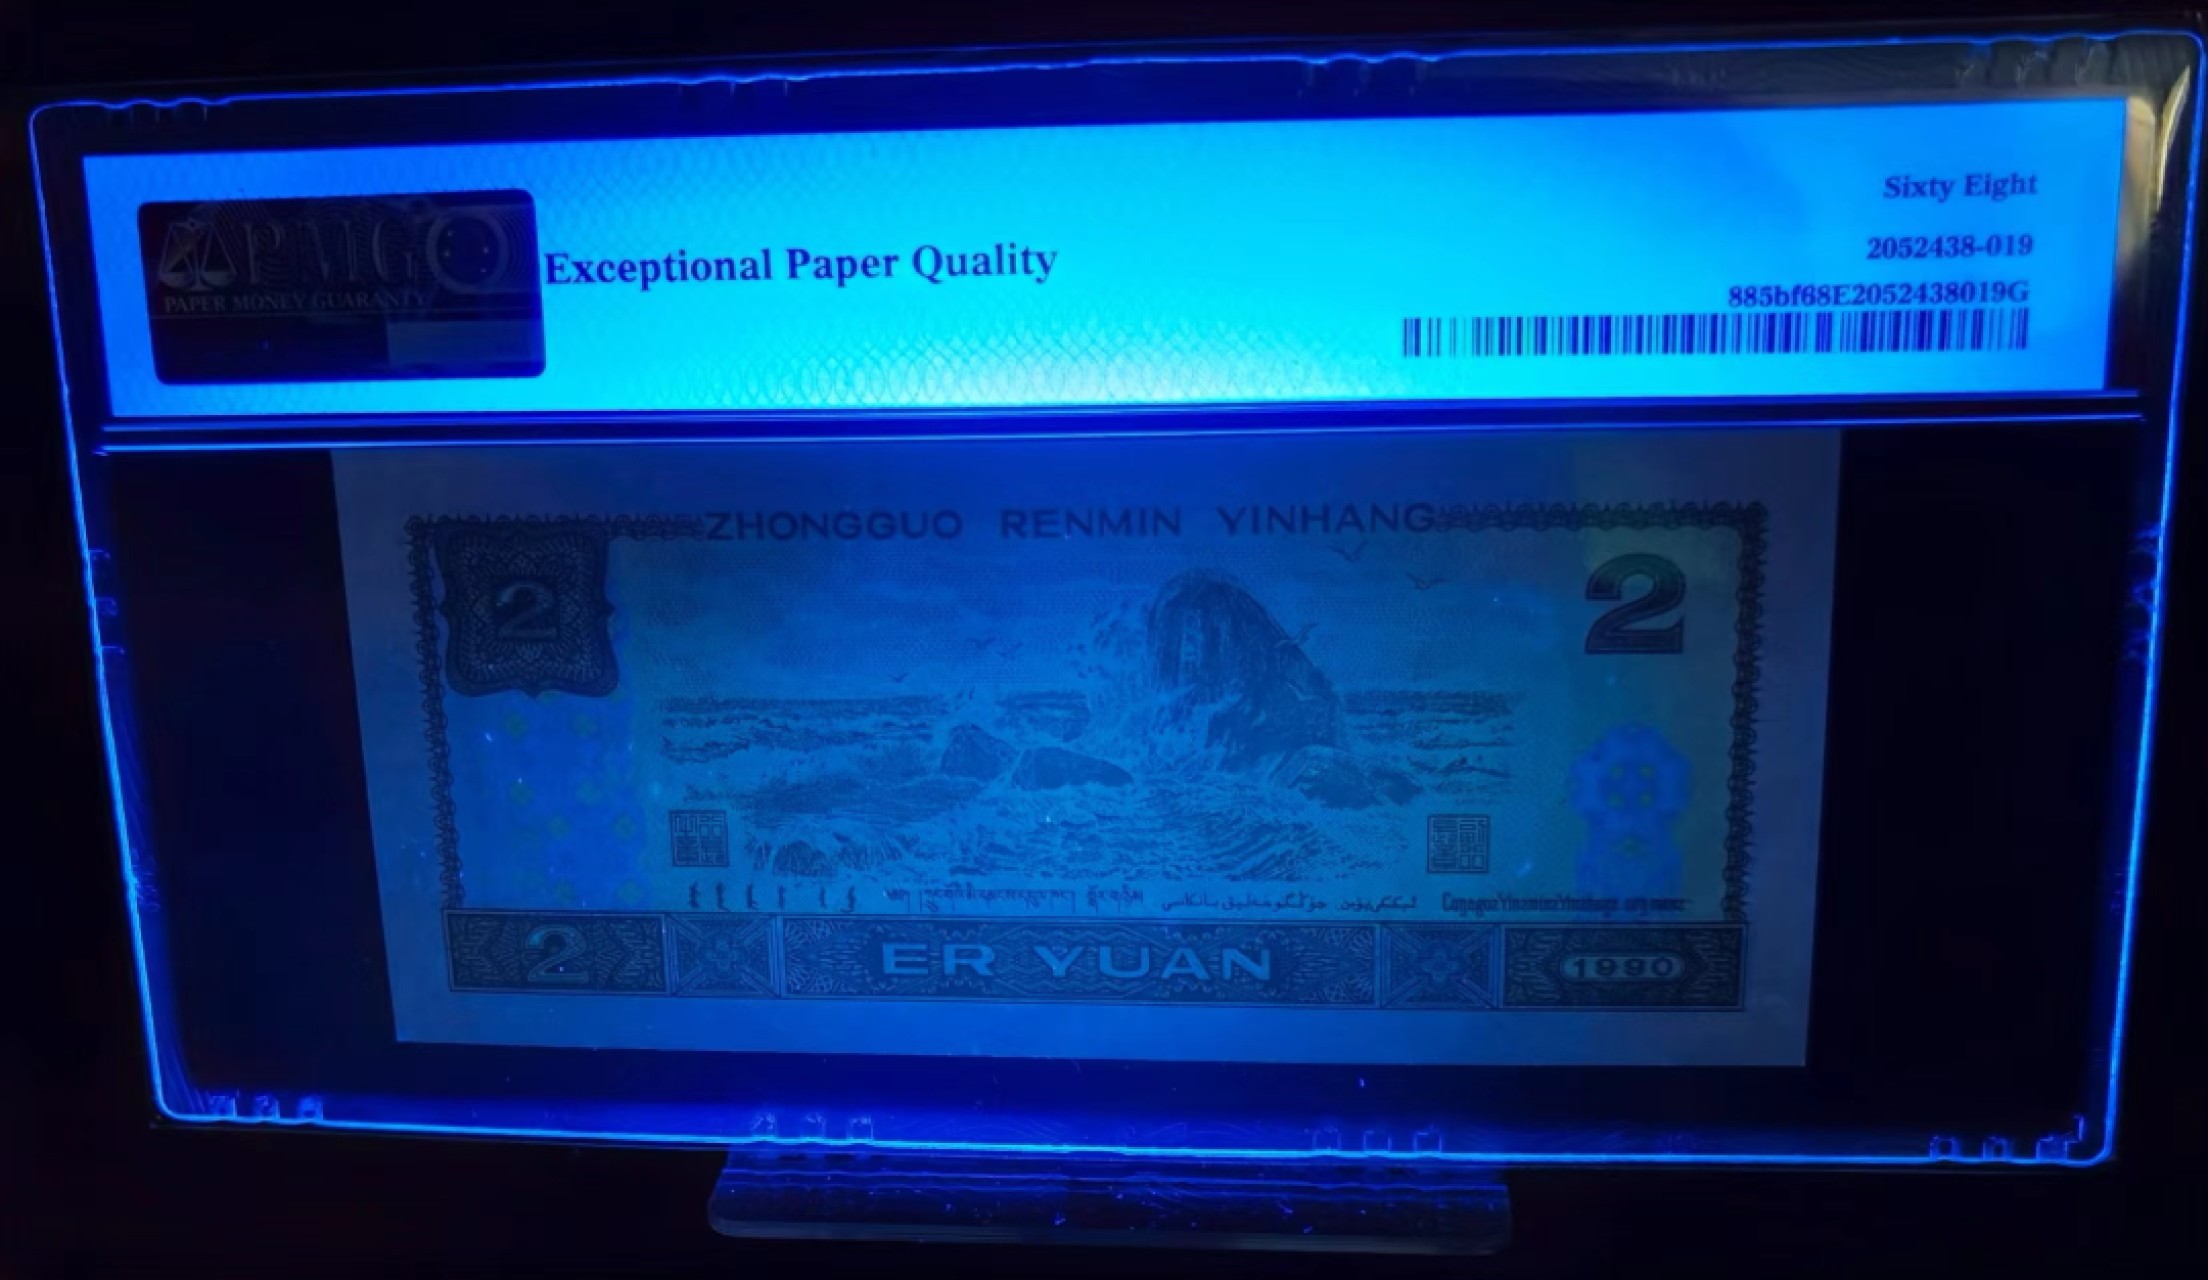 PMG
PAPER MONEY GUARANTY
Exceptional Paper Quality
Sixty Eight
2052438-019
885bf68E2052438019G
ZHONGGUO RENMIN YINHANG
2
2
2
ER YUAN
1990